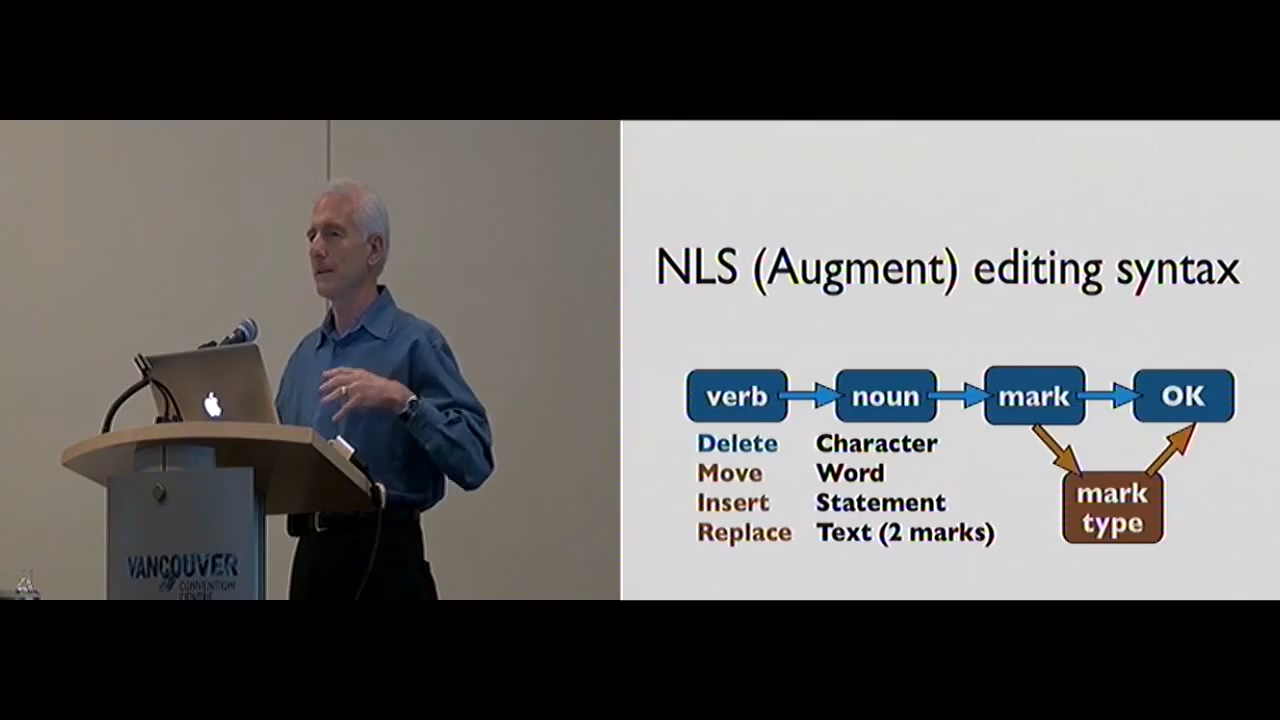 NLS (Augment) editing syntax
verb noun mark OK
Delete Character
Move Word
Insert Statement
Replace Text (2 marks)
mark
type
VANCOUVER
CONVENTION
CENTRE